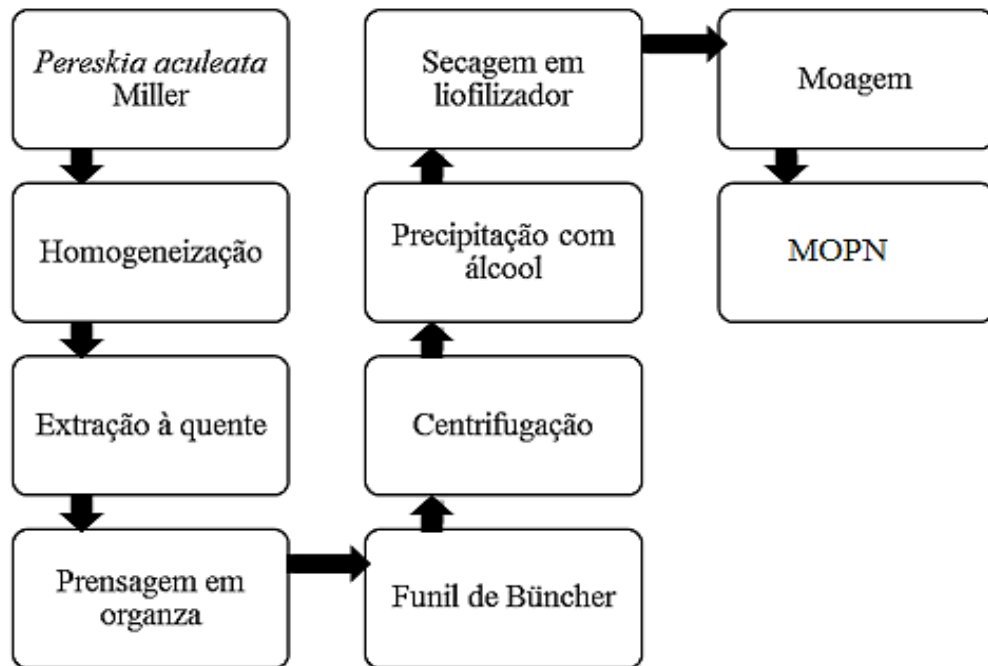 Pereskia aculeata
Miller
Homogeneização
Extração à quente
Prensagem em
organza
Funil de Büncher
Centrifugação
Precipitação com
álcool
Secagem em
liofilizador
Moagem
MOPN